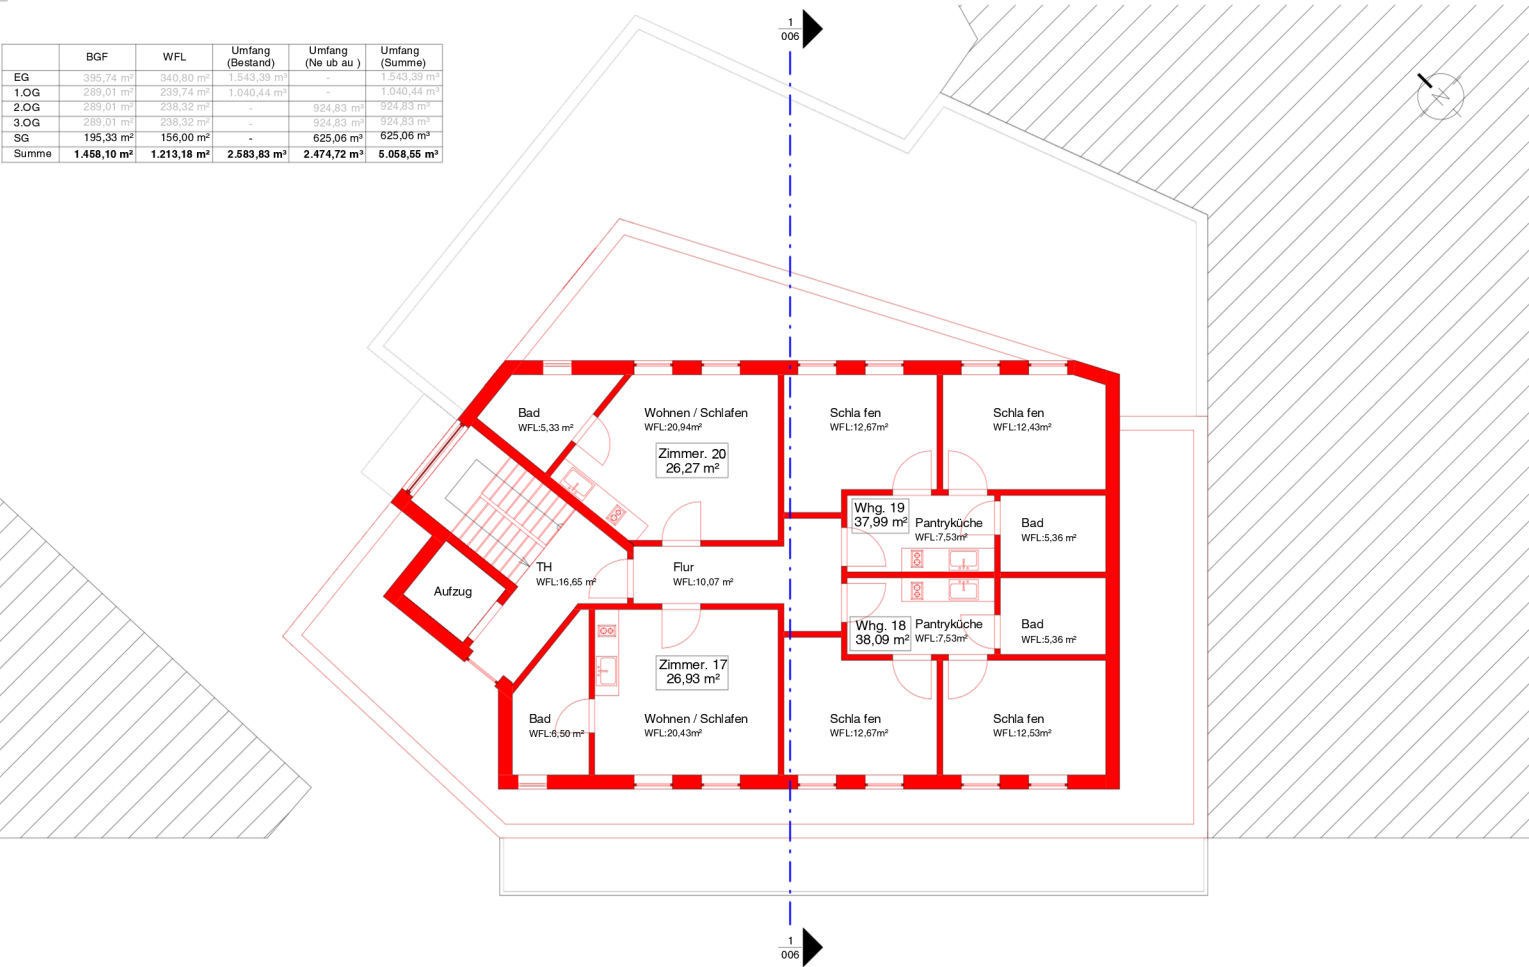 1
006
BGF WFL Umfang (Bestand) Umfang (Ne ub au ) Umfang (Summe)
EG 395,74 m² 340,80 m² 1.543,39 m³ - 1.543,39 m³
1.OG 289,01 m² 239,74 m² 1.040,44 m³ - 1.040,44 m³
2.OG 289,01 m² 238,32 m² - 924,83 m³ 924,83 m³
3.OG 289,01 m² 238,32 m² - 924,83 m³ 924,83 m³
SG 195,33 m² 156,00 m² - 625,06 m³ 625,06 m³
Summe 1.458,10 m² 1.213,18 m² 2.583,83 m³ 2.474,72 m³ 5.058,55 m³
N
Bad
WFL:5,33 m²
Wohnen / Schlafen
WFL:20,94m²
Zimmer. 20
26,27 m²
Schla fen
WFL:12,67m²
Schla fen
WFL:12,43m²
Whg. 19
37,99 m²
Pantryküche
WFL:7,53m²
Bad
WFL:5,36 m²
TH
WFL:16,65 m²
Flur
WFL:10,07 m²
Aufzug
Whg. 18
38,09 m²
Pantryküche
WFL:7,53m²
Bad
WFL:5,36 m²
Zimmer. 17
26,93 m²
Bad
WFL:6,50 m²
Wohnen / Schlafen
WFL:20,43m²
Schla fen
WFL:12,67m²
Schla fen
WFL:12,53m²
1
006